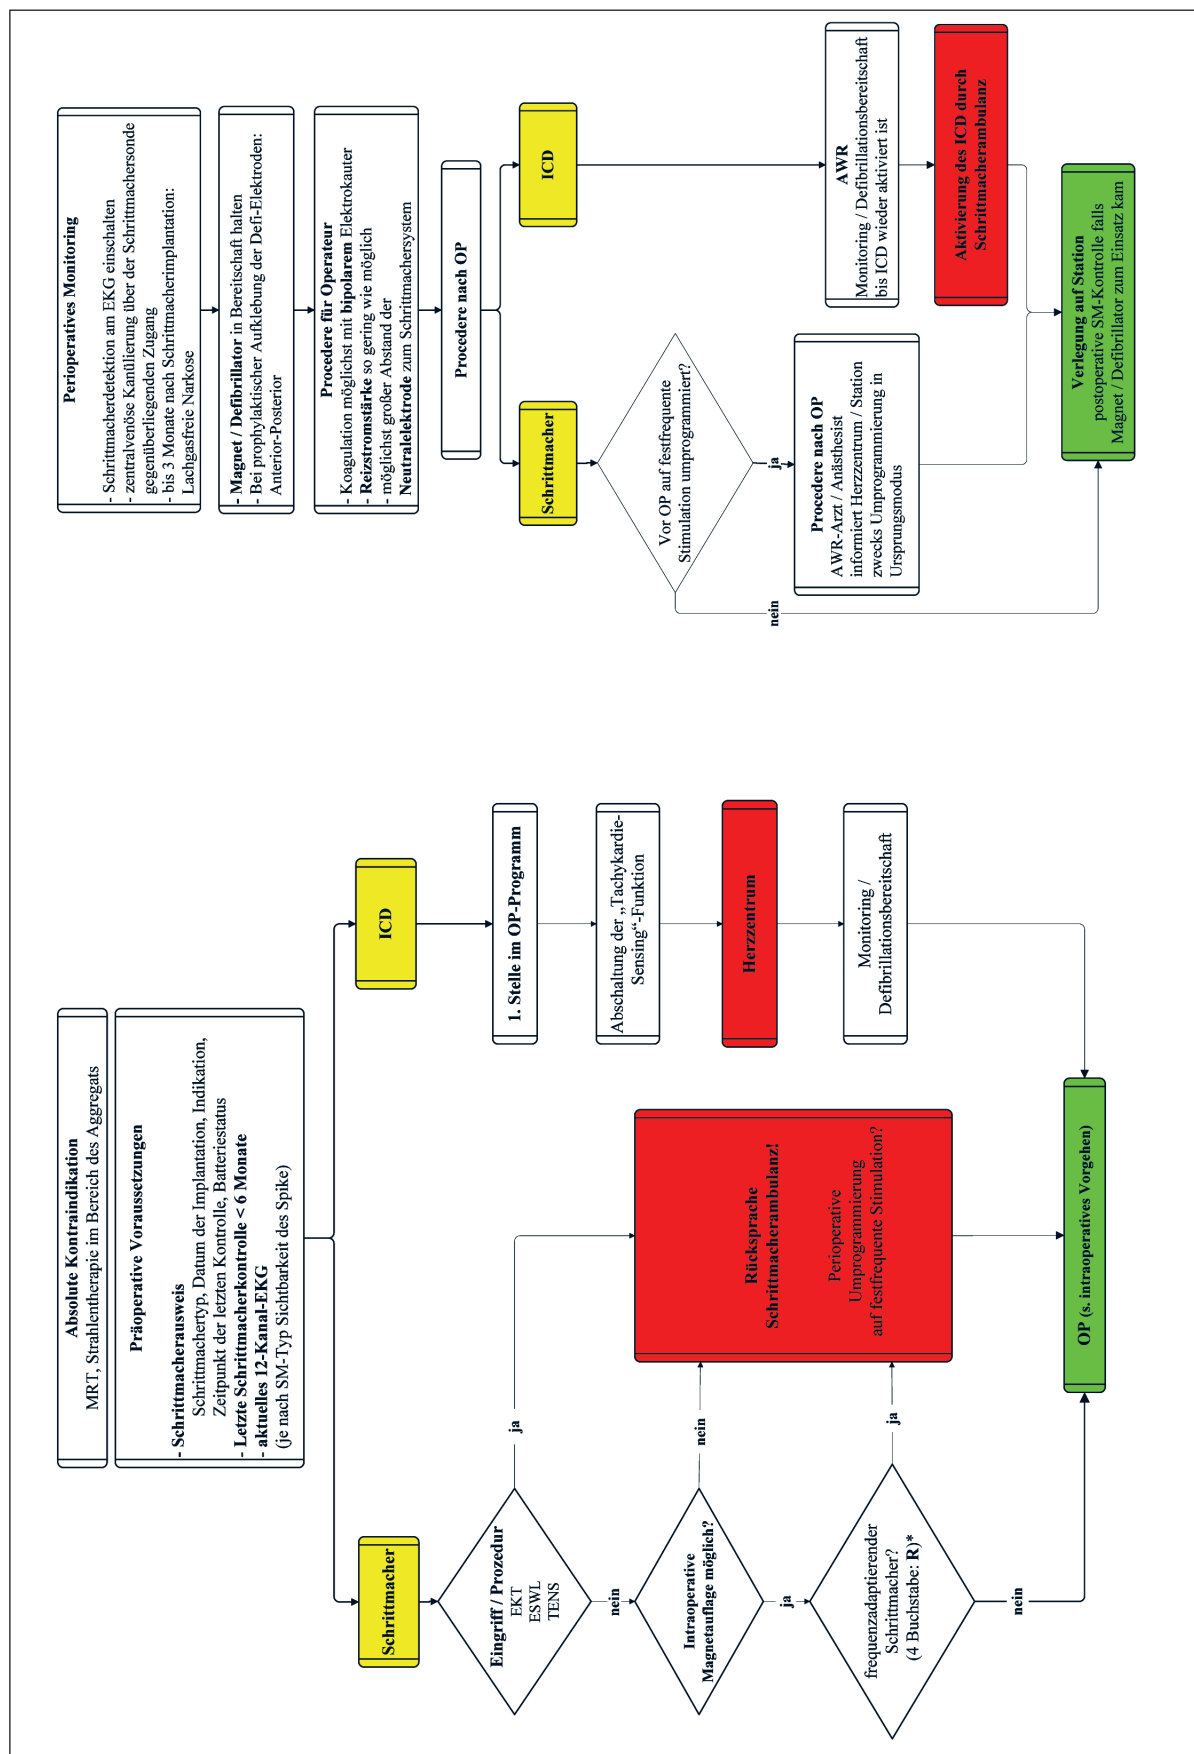 Absolute Kontraindikation
MRT, Strahlentherapie im Bereich des Aggregats
Präoperative Voraussetzungen
- Schrittmacherausweis
Schrittmachertyp, Datum der Implantation, Indikation,
Zeitpunkt der letzten Kontrolle, Batteriestatus
- Letzte Schrittmacherkontrolle < 6 Monate
- aktuelles 12-Kanal-EKG
(je nach SM-Typ Sichtbarkeit des Spike)
Schrittmacher
Eingriff / Prozedur
EKT
ESWL
TENS
ja
nein
Intraoperative
Magnetauflage möglich?
nein
ja
frequenzadaptierender
Schrittmacher?
(4 Buchstabe: R)*
ja
nein
Rücksprache
Schrittmacherambulanz!
Perioperative
Umprogrammierung
auf festfrequente Stimulation?
ICD
1. Stelle im OP-Programm
Abschaltung der „Tachykardie-
Sensing“-Funktion
Herzzentrum
Monitoring /
Defibrillationsbereitschaft
OP (s. intraoperatives Vorgehen)
Perioperatives Monitoring
- Schrittmacherdetektion am EKG einschalten
- zentralvenöse Kanülierung über der Schrittmachersonde
gegenüberliegenden Zugang
- bis 3 Monate nach Schrittmacherimplantation:
Lachgasfreie Narkose
- Magnet / Defibrillator in Bereitschaft halten
- Bei prophylaktischer Aufklebung der Defi-Elektroden:
Anterior-Posterior
Procedere für Operateur
- Koagulation möglichst mit bipolarem Elektrokauter
- Reizstromstärke so gering wie möglich
- möglichst großer Abstand der
Neutralelektrode zum Schrittmachersystem
Procedere nach OP
Schrittmacher
Vor OP auf festfrequente
Stimulation umprogrammiert?
ja
nein
Procedere nach OP
AWR-Arzt / Anästhesist
informiert Herzzentrum / Station
zwecks Umprogrammierung in
Ursprungsmodus
ICD
AWR
Monitoring / Defibrillationsbereitschaft
bis ICD wieder aktiviert ist
Aktivierung des ICD durch
Schrittmacherambulanz
Verlegung auf Station
postoperative SM-Kontrolle falls
Magnet / Defibrillator zum Einsatz kam